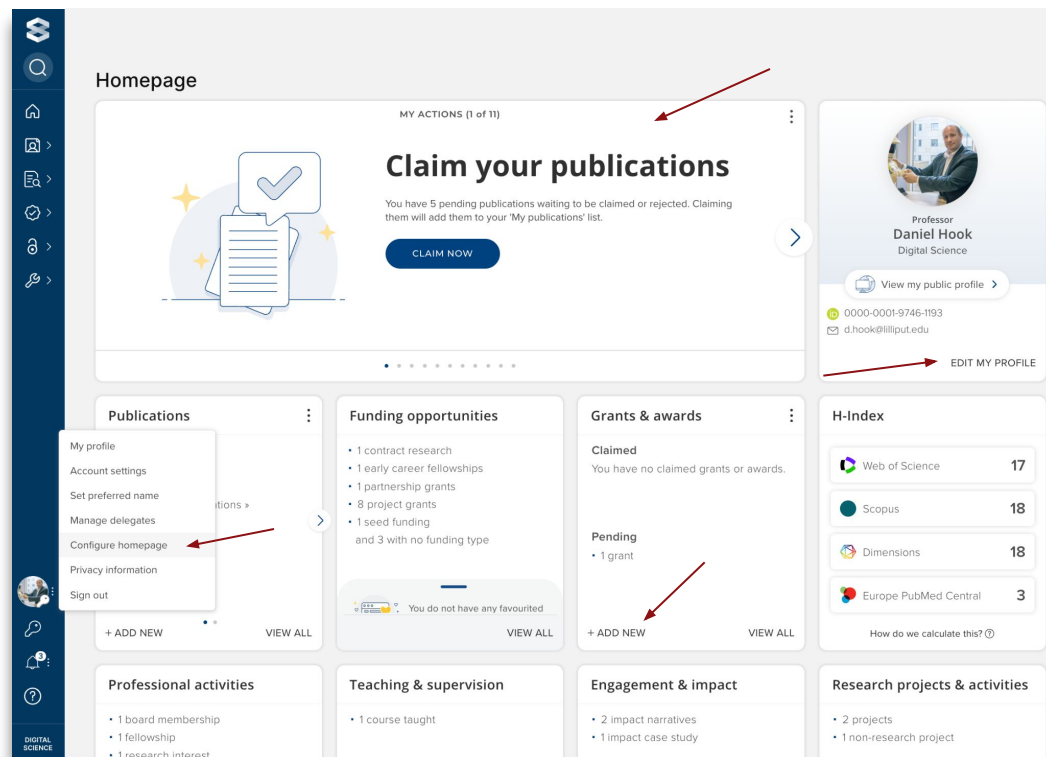 Homepage
MY ACTIONS (1 of 11)
Claim your publications
You have 5 pending publications waiting to be claimed or rejected. Claiming
them will add them to your 'My publications' list.
CLAIM NOW
Professor
Daniel Hook
Digital Science
View my public profile
iD 0000-0001-9746-1193
d.hook@lilliput.edu
EDIT MY PROFILE
Publications
My profile
Account settings
Set preferred name
Manage delegates
Configure homepage
Privacy information
Sign out
+ ADD NEW
VIEW ALL
Funding opportunities
• 1 contract research
• 1 early career fellowships
• 1 partnership grants
• 8 project grants
• 1 seed funding
and 3 with no funding type
You do not have any favourited
VIEW ALL
Grants & awards
Claimed
You have no claimed grants or awards.
Pending
• 1 grant
+ ADD NEW
VIEW ALL
H-Index
Web of Science 17
Scopus 18
Dimensions 18
Europe PubMed Central 3
How do we calculate this? ?
3
?
Professional activities
• 1 board membership
• 1 fellowship
• 1 research interest
Teaching & supervision
• 1 course taught
Engagement & impact
• 2 impact narratives
• 1 impact case study
Research projects & activities
• 2 projects
• 1 non-research project
DIGITAL
SCIENCE